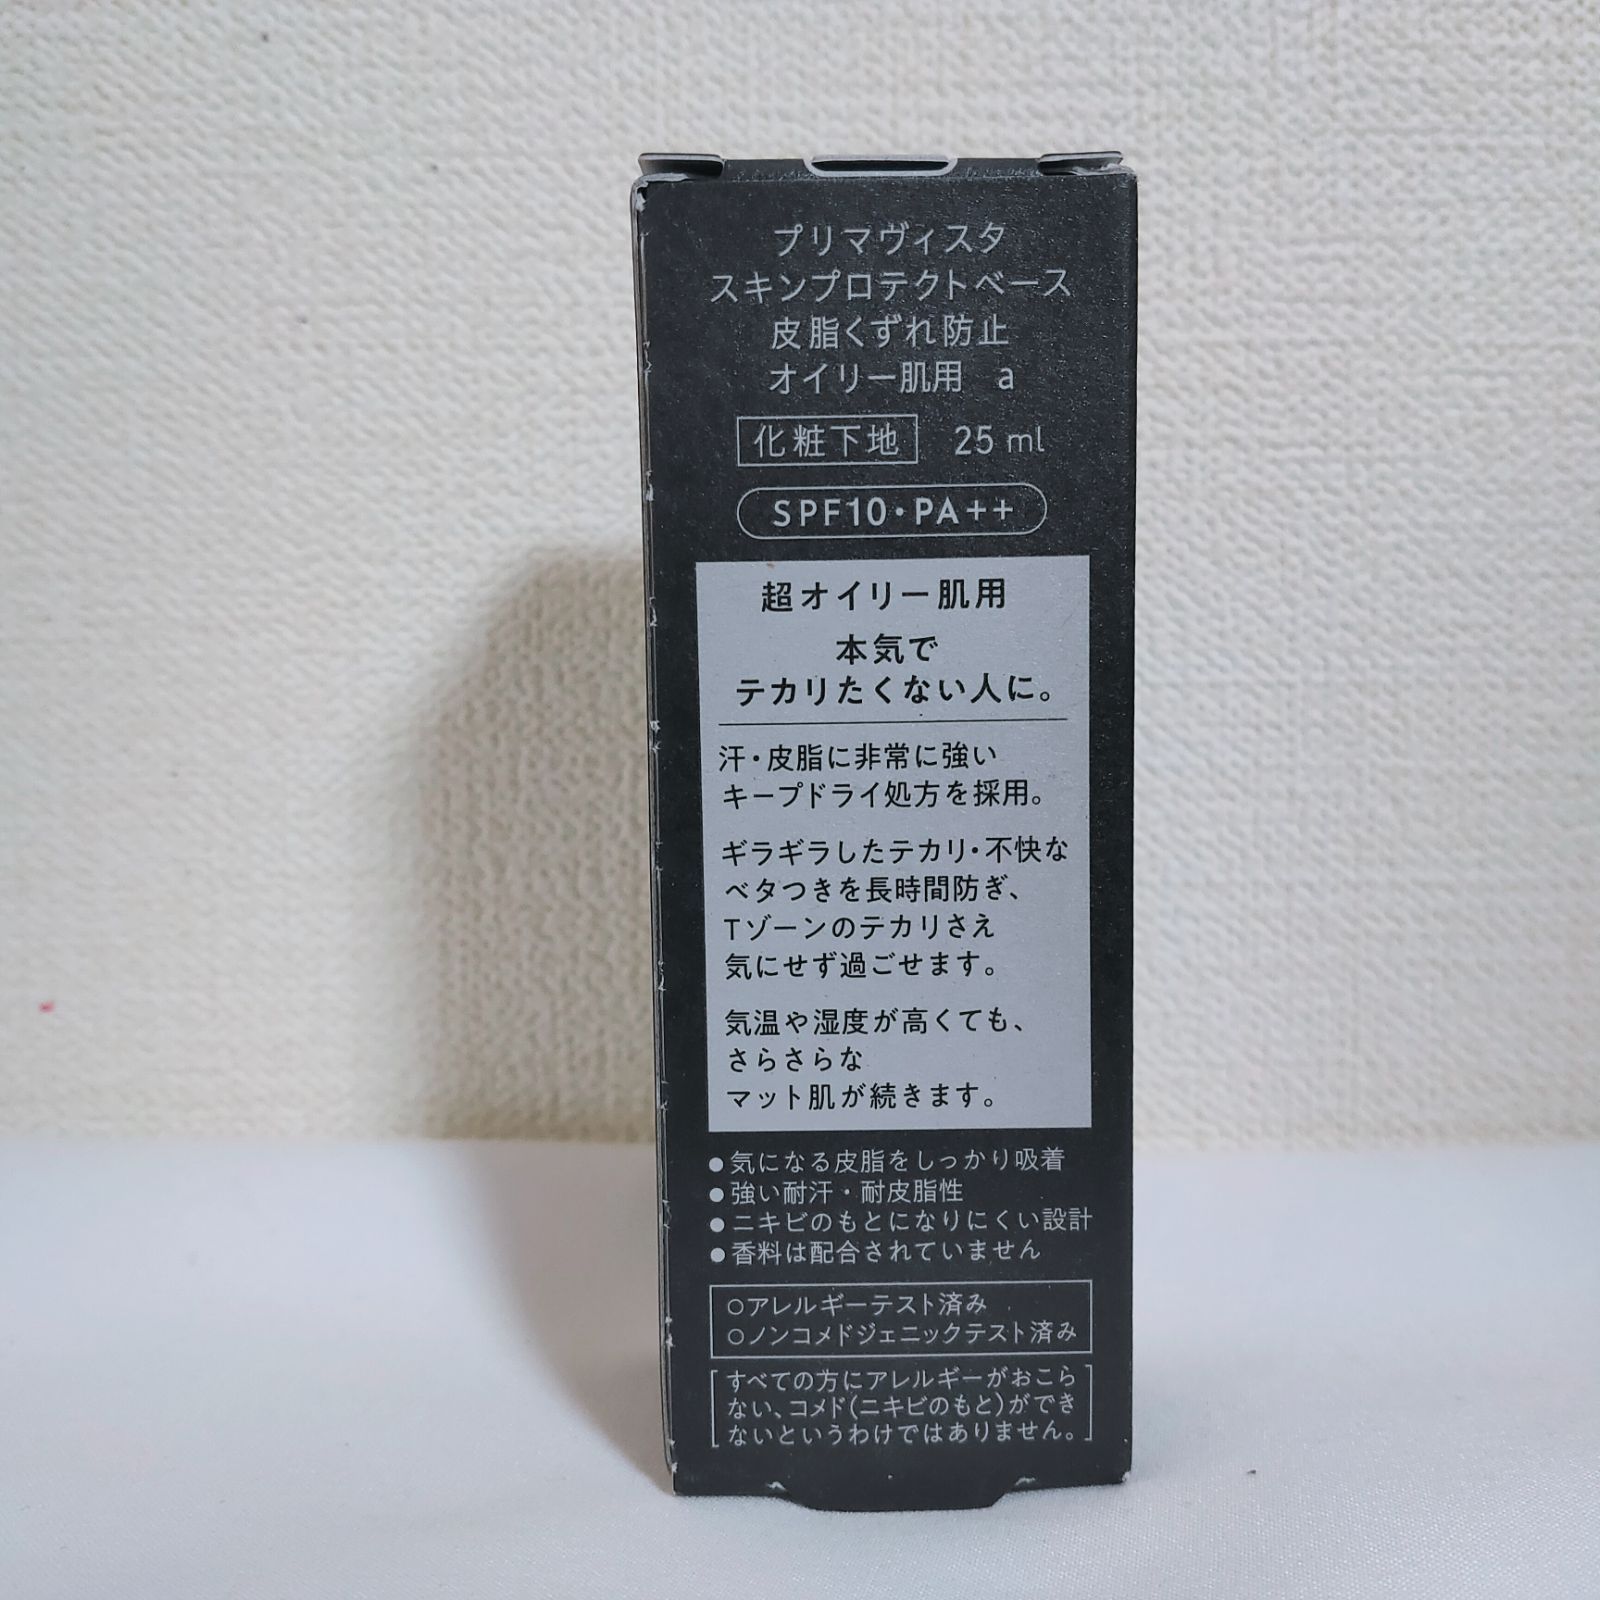 プリマヴィスタ
スキンプロテクトベース
皮脂くずれ防止
オイリー肌用 a
化粧下地 25 ml
SPF10・PA++
超オイリー肌用
本気で
テカリたくない人に。
汗・皮脂に非常に強い
キープドライ処方を採用。
ギラギラしたテカリ・不快な
ベタつきを長時間防ぎ、
Tゾーンのテカリさえ
気にせず過ごせます。
気温や湿度が高くても、
さらさらな
マット肌が続きます。
●気になる皮脂をしっかり吸着
●強い耐汗・耐皮脂性
●ニキビのもとになりにくい設計
●香料は配合されていません
○アレルギーテスト済み
○ノンコメドジェニックテスト済み
[すべての方にアレルギーがおこら
ない、コメド(ニキビのもと)ができ
ないというわけではありません。]